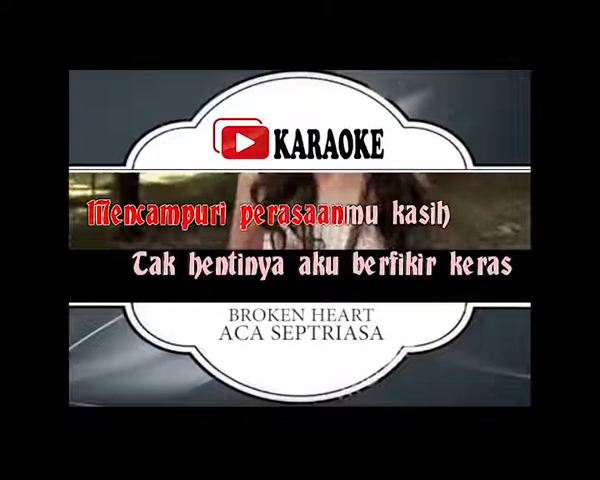 KARAOKE
Mencampuri perasaanmu kasih
Tak hentinya aku berfikir keras
BROKEN HEART
ACA SEPTRIASA